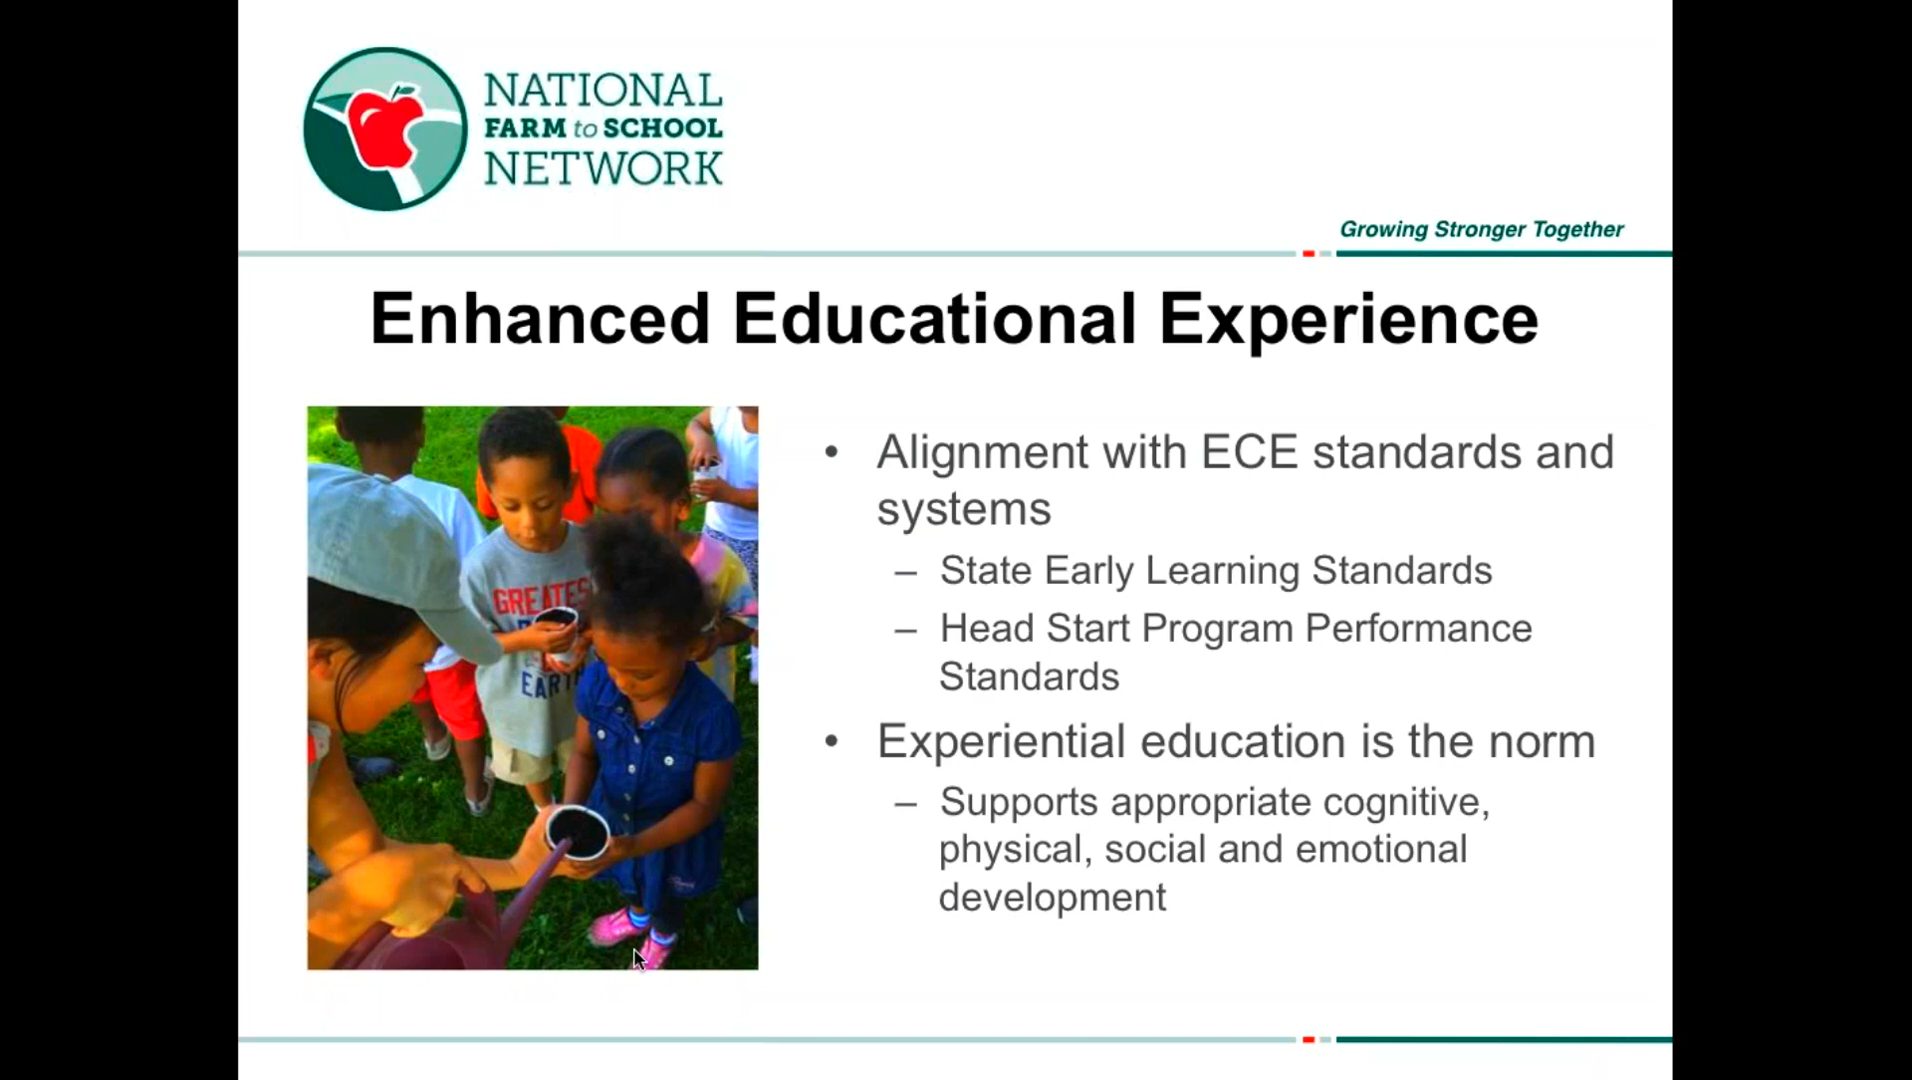 NATIONAL
FARM to SCHOOL
NETWORK
Growing Stronger Together
Enhanced Educational Experience
• Alignment with ECE standards and
systems
– State Early Learning Standards
– Head Start Program Performance
Standards
• Experiential education is the norm
– Supports appropriate cognitive,
physical, social and emotional
development
GREATES
EARTH